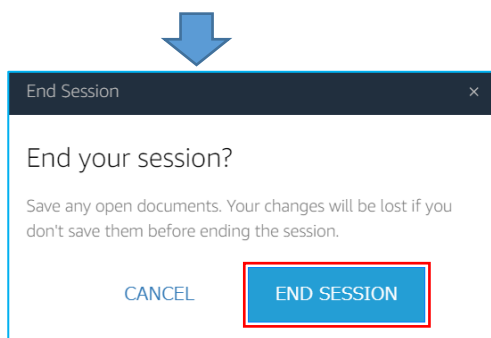 End Session ×
End your session?
Save any open documents. Your changes will be lost if you
don't save them before ending the session.
CANCEL END SESSION